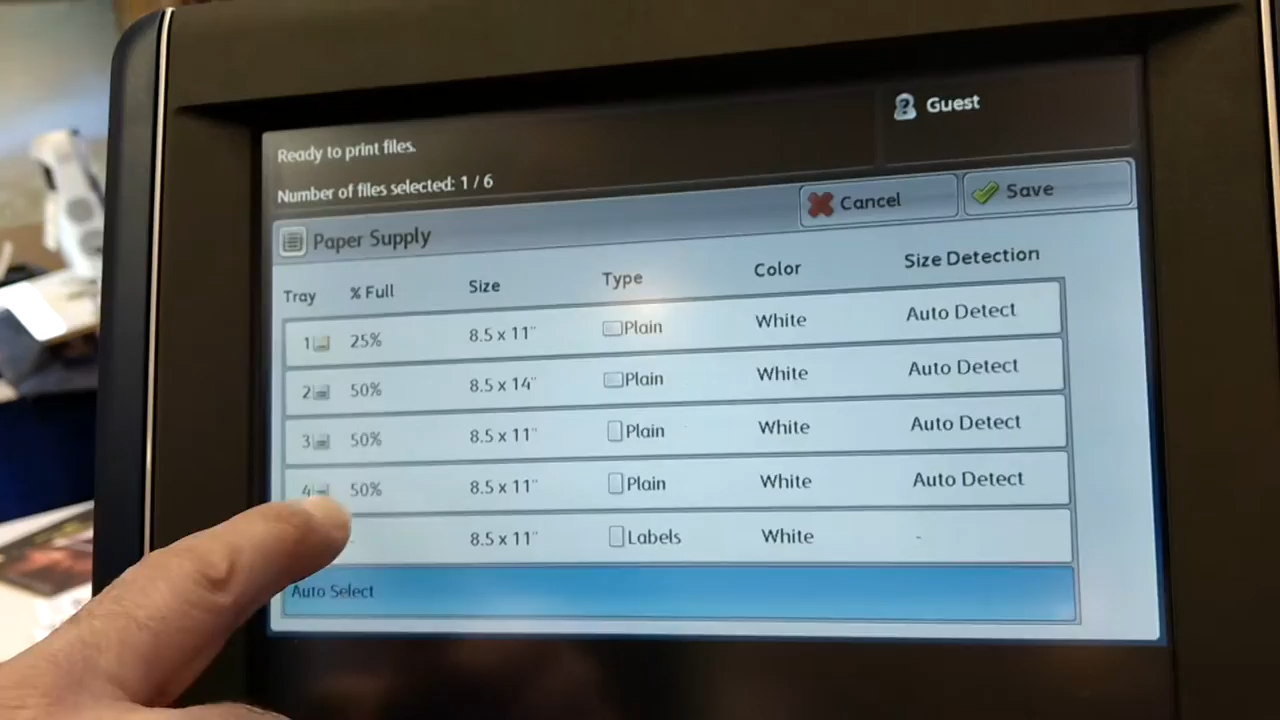 Guest
Ready to print files.
Number of files selected: 1 / 6
Cancel
Save
Paper Supply
Tray % Full Size Type Color Size Detection
1 25% 8.5 x 11" Plain White Auto Detect
2 50% 8.5 x 14" Plain White Auto Detect
3 50% 8.5 x 11" Plain White Auto Detect
4 50% 8.5 x 11" Plain White Auto Detect
8.5 x 11" Labels White -
Auto Select